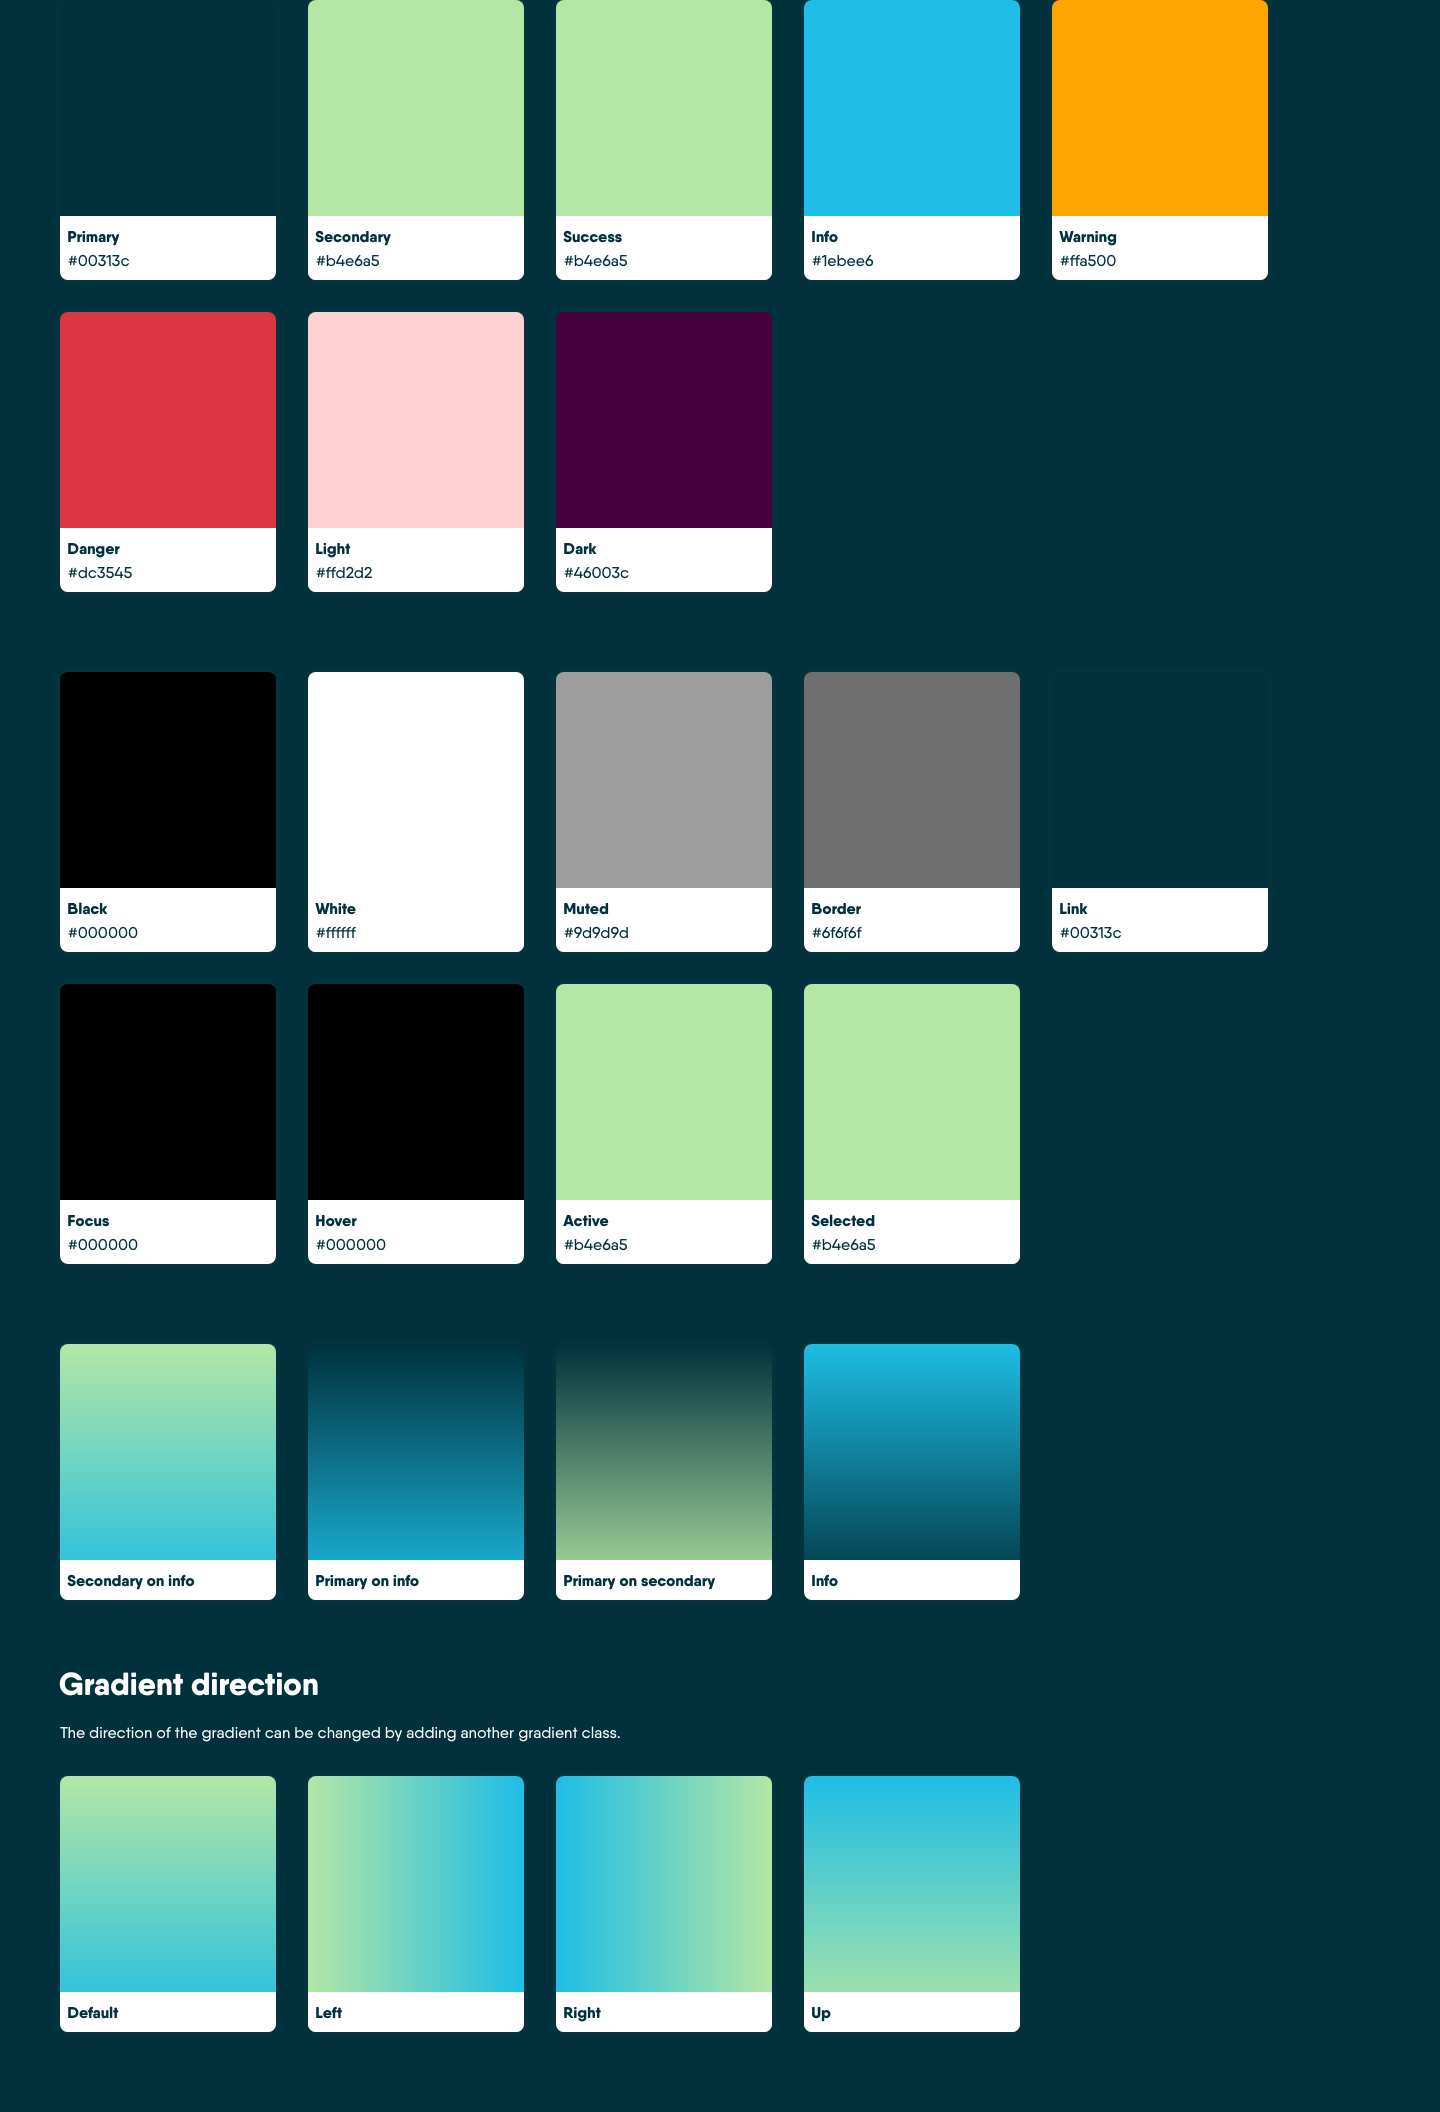 Primary
#00313c
Secondary
#b4e6a5
Success
#b4e6a5
Info
#1ebee6
Warning
#ffa500
Danger
#dc3545
Light
#ffd2d2
Dark
#46003c
Black
#000000
White
#ffffff
Muted
#9d9d9d
Border
#6f6f6f
Link
#00313c
Focus
#000000
Hover
#000000
Active
#b4e6a5
Selected
#b4e6a5
Secondary on info
Primary on info
Primary on secondary
Info
Gradient direction
The direction of the gradient can be changed by adding another gradient class.
Default
Left
Right
Up